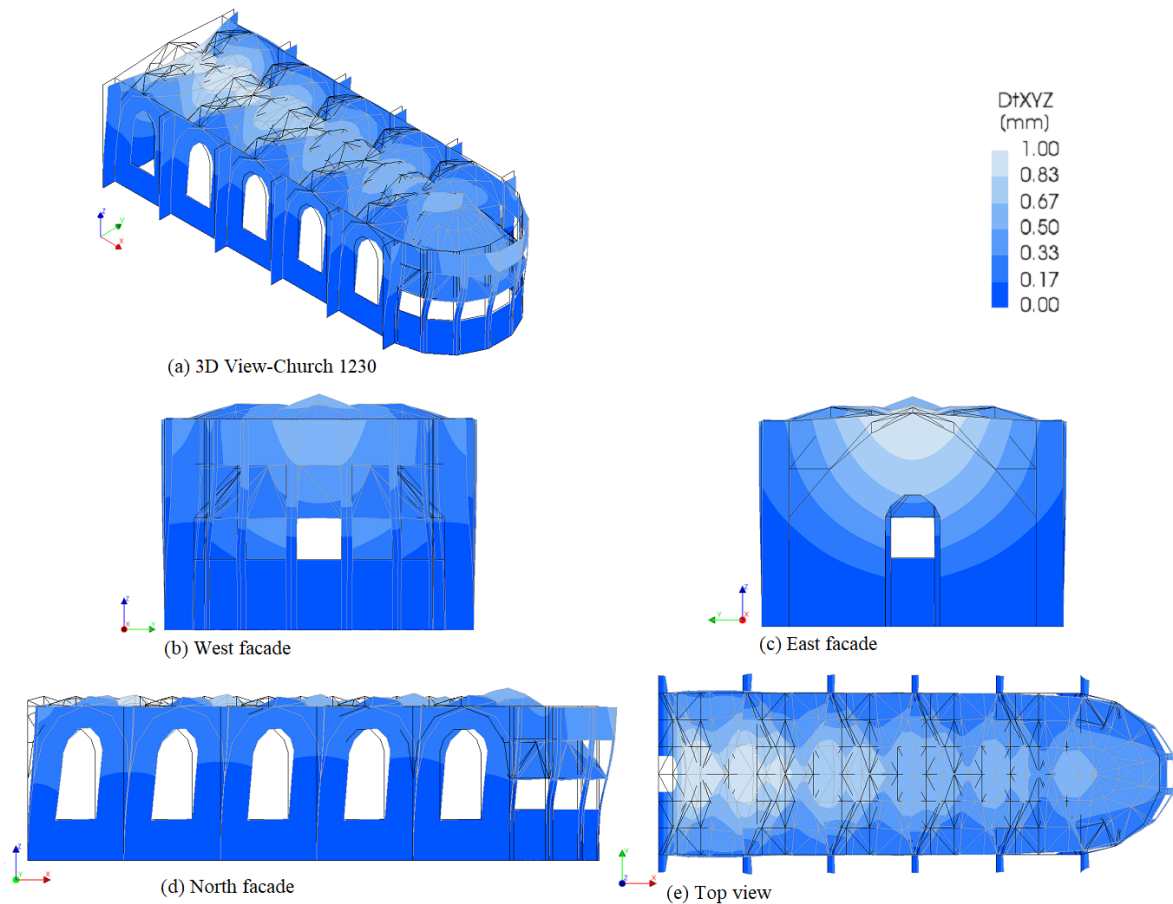 DtXYZ
(mm)
1.00
0.83
0.67
0.50
0.33
0.17
0.00
Z
Y
X
(a) 3D View-Church 1230
Z
X
Y
(b) West facade
Z
Y
X
(c) East facade
Z
Y
X
(d) North facade
Y
Z
X
(e) Top view